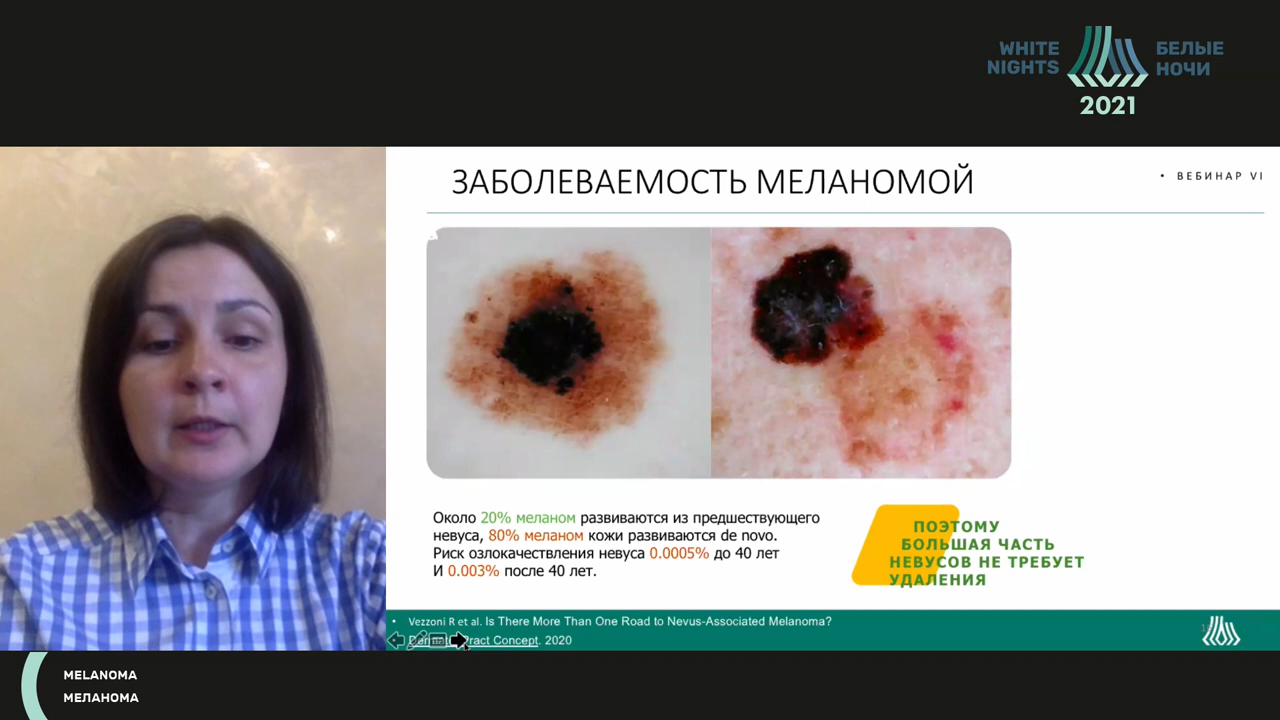 WHITE
NIGHTS
БЕЛЫЕ
НОЧИ
2021
ЗАБОЛЕВАЕМОСТЬ МЕЛАНОМОЙ
• ВЕБИНАР VI
Около 20% меланом развиваются из предшествующего
невуса, 80% меланом кожи развиваются de novo.
Риск озлокачествления невуса 0.0005% до 40 лет
И 0.003% после 40 лет.
ПОЭТОМУ
БОЛЬШАЯ ЧАСТЬ
НЕВУСОВ НЕ ТРЕБУЕТ
УДАЛЕНИЯ
• Vezzoni R et al. Is There More Than One Road to Nevus-Associated Melanoma?
Pract Concept. 2020
MELANOMA
МЕЛАНОМА